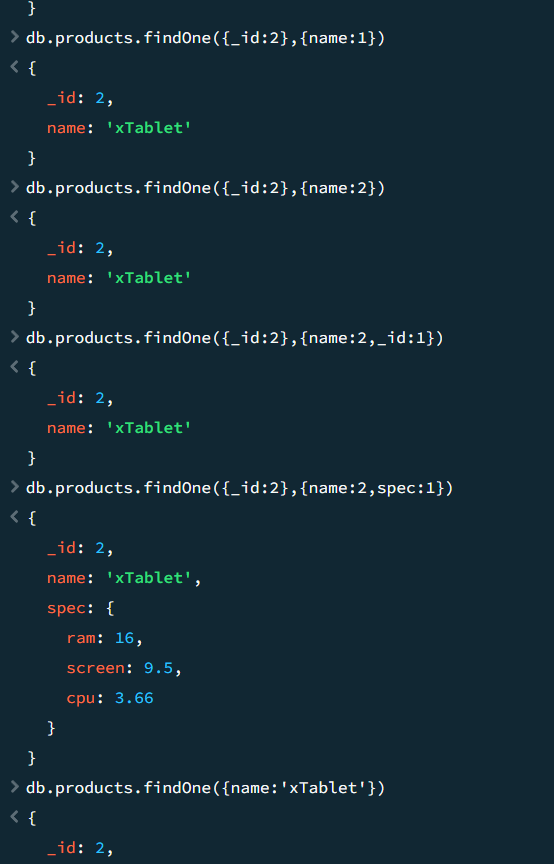 }
> db.products.findOne({_id:2},{name:1})
< {
_id: 2,
name: 'xTablet'
}
> db.products.findOne({_id:2},{name:2})
< {
_id: 2,
name: 'xTablet'
}
> db.products.findOne({_id:2},{name:2,_id:1})
< {
_id: 2,
name: 'xTablet'
}
> db.products.findOne({_id:2},{name:2,spec:1})
< {
_id: 2,
name: 'xTablet',
spec: {
ram: 16,
screen: 9.5,
cpu: 3.66
}
}
> db.products.findOne({name:'xTablet'})
< {
_id: 2,